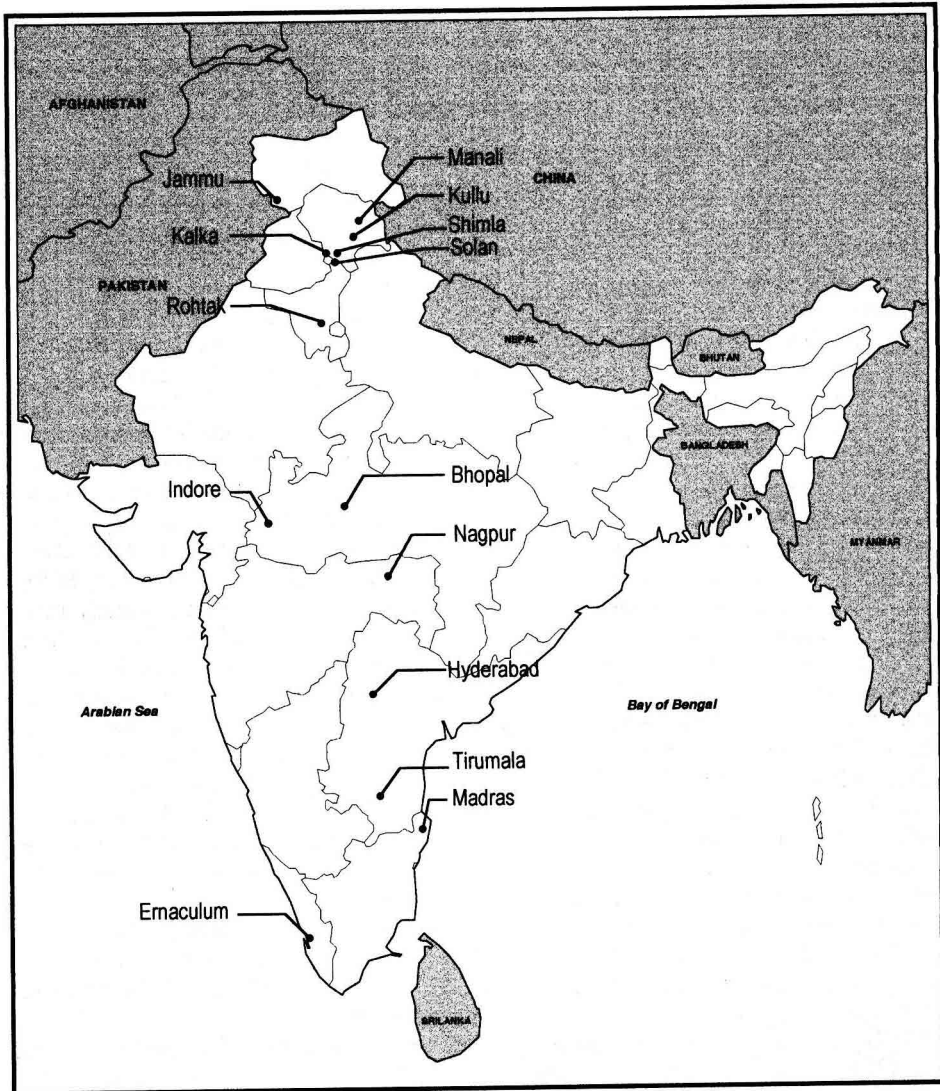 AFGHANISTAN
Manali
Jammu
CHINA
Kullu
Shimla
Kalka
Solan
PAKISTAN
Rohtak
NEPAL
BHUTAN
BANGLADESH
Bhopal
Indore
Nagpur
MYANMAR
Hyderabad
Arabian Sea
Bay of Bengal
Tirumala
Madras
Ernaculum
SRILANKA